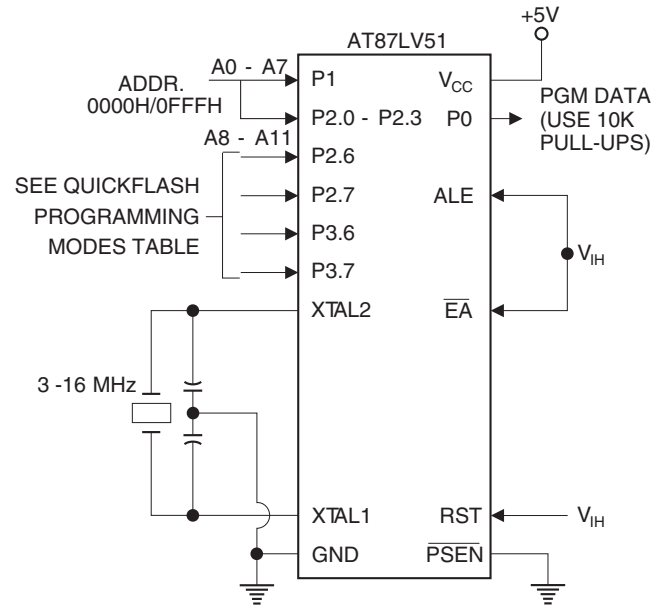 +5V
AT87LV51
A0 - A7
ADDR.
0000H/0FFFH
P1
VCC
P2.0 - P2.3
P0
PGM DATA
(USE 10K
PULL-UPS)
A8 - A11
P2.6
SEE QUICKFLASH
PROGRAMMING
MODES TABLE
P2.7
ALE
P3.6
P3.7
VIH
XTAL2
EA
3 -16 MHz
XTAL1
RST
VIH
GND
PSEN